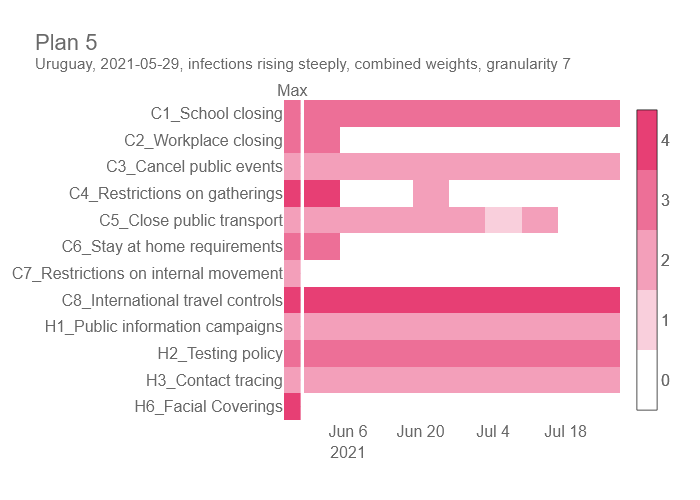 Plan 5
Uruguay, 2021-05-29, infections rising steeply, combined weights, granularity 7
Max
C1_School closing
C2_Workplace closing
C3_Cancel public events
C4_Restrictions on gatherings
C5_Close public transport
C6_Stay at home requirements
C7_Restrictions on internal movement
C8_International travel controls
H1_Public information campaigns
H2_Testing policy
H3_Contact tracing
H6_Facial Coverings
Jun 6 Jun 20 Jul 4 Jul 18
2021
4
3
2
1
0